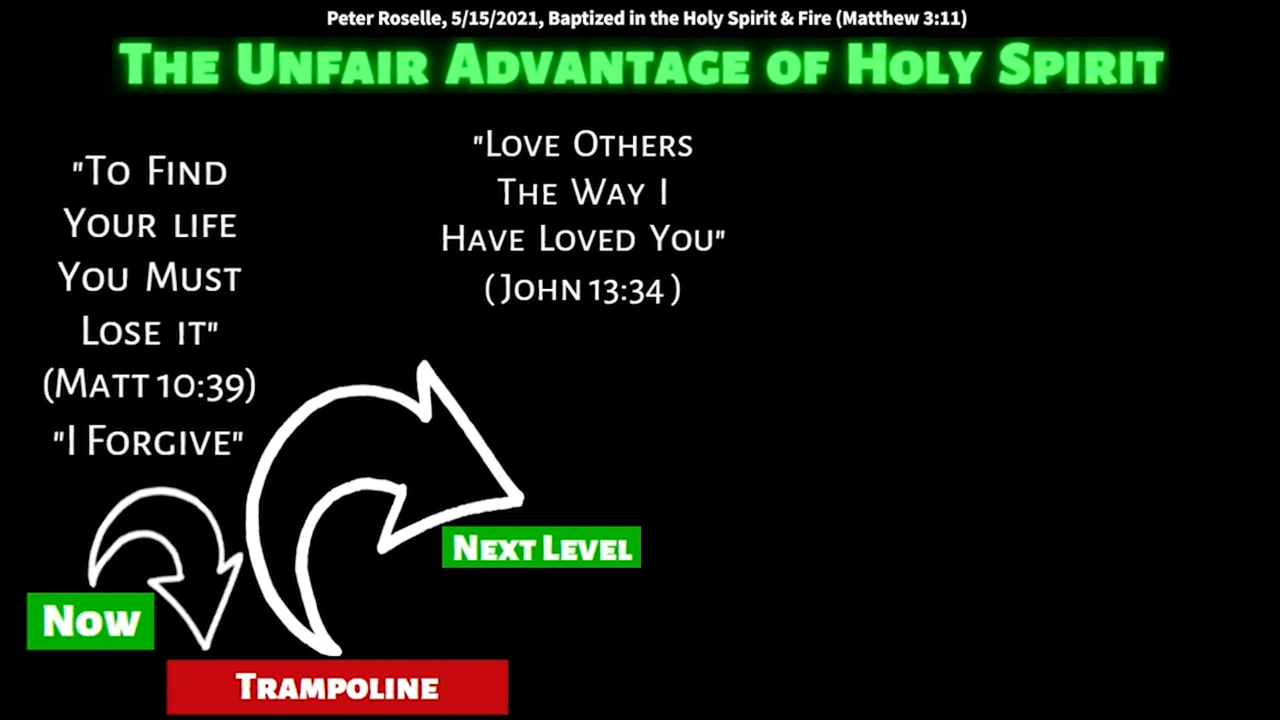 Peter Roselle, 5/15/2021, Baptized in the Holy Spirit & Fire (Matthew 3:11)
The Unfair Advantage of Holy Spirit
"To Find
Your life
You Must
Lose it"
(Matt 10:39)
"I Forgive"
"Love Others
The Way I
Have Loved You"
(John 13:34)
Next Level
Now
Trampoline